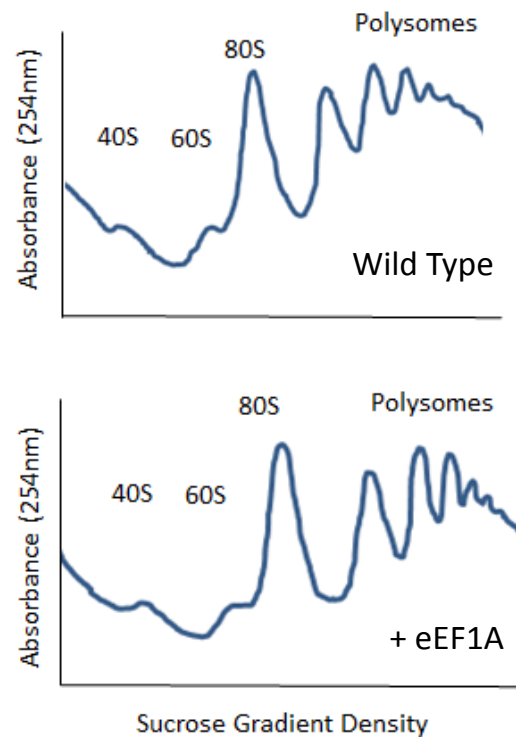 Polysomes
80S
40S 60S
Absorbance (254nm)
Wild Type
80S Polysomes
40S 60S
Absorbance (254nm)
+ eEF1A
Sucrose Gradient Density